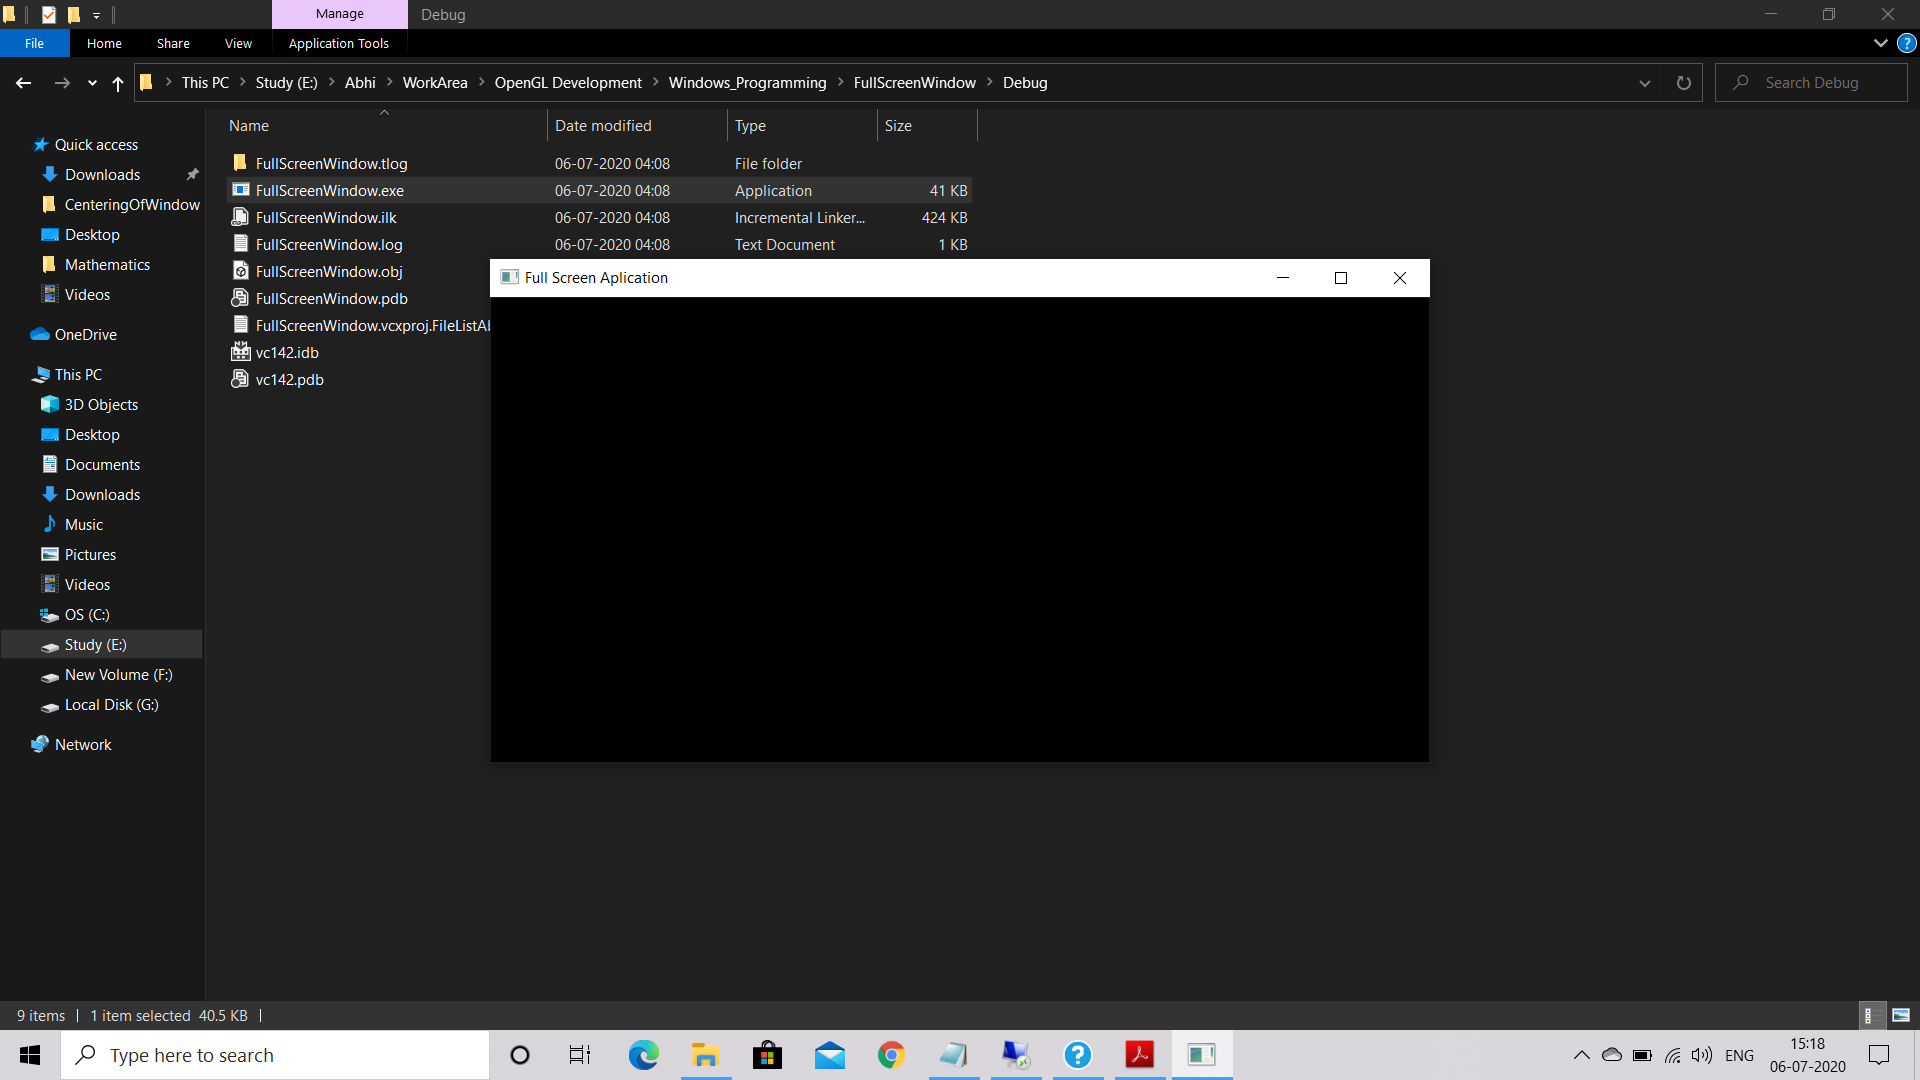 Manage
Debug
File
Home
Share
View
Application Tools
This PC
Study (E:)
Abhi
WorkArea
OpenGL Development
Windows_Programming
FullScreenWindow
Debug
Search Debug
Name
Date modified
Type
Size
Quick access
Downloads
CenteringOfWindow
Desktop
Mathematics
Videos
OneDrive
This PC
3D Objects
Desktop
Documents
Downloads
Music
Pictures
Videos
OS (C:)
Study (E:)
New Volume (F:)
Local Disk (G:)
Network
FullScreenWindow.tlog 06-07-2020 04:08 File folder
FullScreenWindow.exe 06-07-2020 04:08 Application 41 KB
FullScreenWindow.ilk 06-07-2020 04:08 Incremental Linker... 424 KB
FullScreenWindow.log 06-07-2020 04:08 Text Document 1 KB
FullScreenWindow.obj
FullScreenWindow.pdb
FullScreenWindow.vcxproj.FileListAl
vc142.idb
vc142.pdb
Full Screen Aplication
9 items
1 item selected 40.5 KB
Type here to search
ENG
15:18
06-07-2020